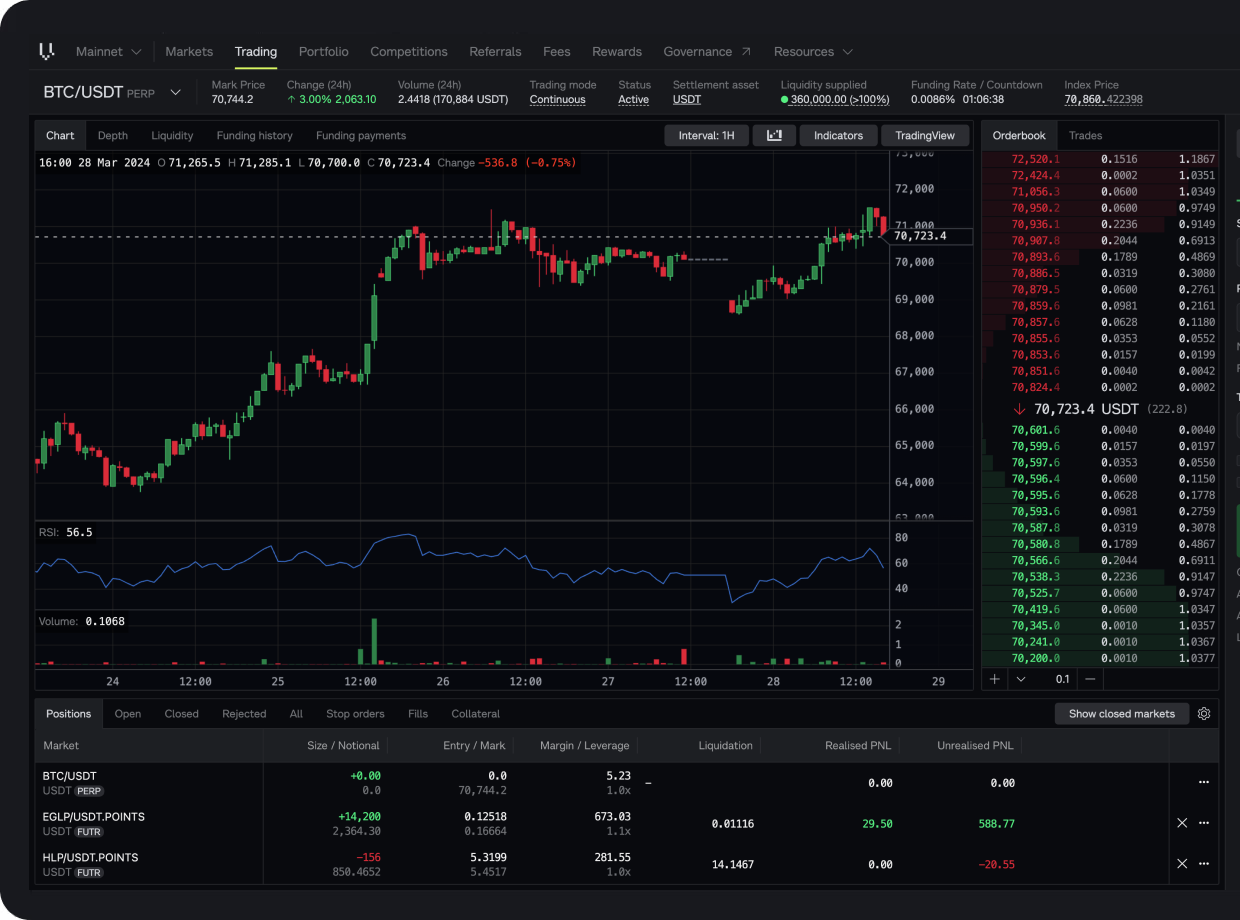 Mainnet Markets Trading Portfolio Competitions Referrals Fees Rewards Governance Resources
BTC/USDT PERP
Mark Price
70,744.2
Change (24h)
↑ 3.00% 2,063.10
Volume (24h)
2.4418 (170,884 USDT)
Trading mode
Continuous
Status
Active
Settlement asset
USDT
Liquidity supplied
360,000.00 (>100%)
Funding Rate / Countdown
0.0086% 01:06:38
Index Price
70,860.422398
Chart Depth Liquidity Funding history Funding payments
Interval: 1H Indicators TradingView
16:00 28 Mar 2024 O 71,265.5 H 71,285.1 L 70,700.0 C 70,723.4 Change -536.8 (-0.75%)
73,000
72,000
71,000
70,723.4
70,000
69,000
68,000
67,000
66,000
65,000
64,000
63,000
RSI: 56.5
80
60
40
Volume: 0.1068
2
1
0
24 12:00 25 12:00 26 12:00 27 12:00 28 12:00 29
Orderbook Trades
72,520.1 0.1516 1.1867
72,424.4 0.0002 1.0351
71,056.3 0.0600 1.0349
70,950.2 0.0600 0.9749
70,936.1 0.2236 0.9149
70,907.8 0.2044 0.6913
70,893.6 0.1789 0.4869
70,886.5 0.0319 0.3080
70,879.5 0.0600 0.2761
70,859.6 0.0981 0.2161
70,857.6 0.0628 0.1180
70,855.6 0.0353 0.0552
70,853.6 0.0157 0.0199
70,851.6 0.0040 0.0042
70,824.4 0.0002 0.0002
↓ 70,723.4 USDT (222.8)
70,601.6 0.0040 0.0040
70,599.6 0.0157 0.0197
70,597.6 0.0353 0.0550
70,596.4 0.0600 0.1150
70,595.6 0.0628 0.1778
70,593.6 0.0981 0.2759
70,587.8 0.0319 0.3078
70,580.8 0.1789 0.4867
70,566.6 0.2044 0.6911
70,538.3 0.2236 0.9147
70,525.7 0.0600 0.9747
70,419.6 0.0600 1.0347
70,345.0 0.0010 1.0357
70,241.0 0.0010 1.0367
70,200.0 0.0010 1.0377
0.1
Positions Open Closed Rejected All Stop orders Fills Collateral
Show closed markets
Market Size / Notional Entry / Mark Margin / Leverage Liquidation Realised PNL Unrealised PNL
BTC/USDT +0.00 0.0 5.23 – 0.00 0.00
USDT PERP 0.0 70,744.2 1.0x
EGLP/USDT.POINTS +14,200 0.12518 673.03 0.01116 29.50 588.77
USDT FUTR 2,364.30 0.16664 1.1x
HLP/USDT.POINTS -156 5.3199 281.55 14.1467 0.00 -20.55
USDT FUTR 850.4652 5.4517 1.0x